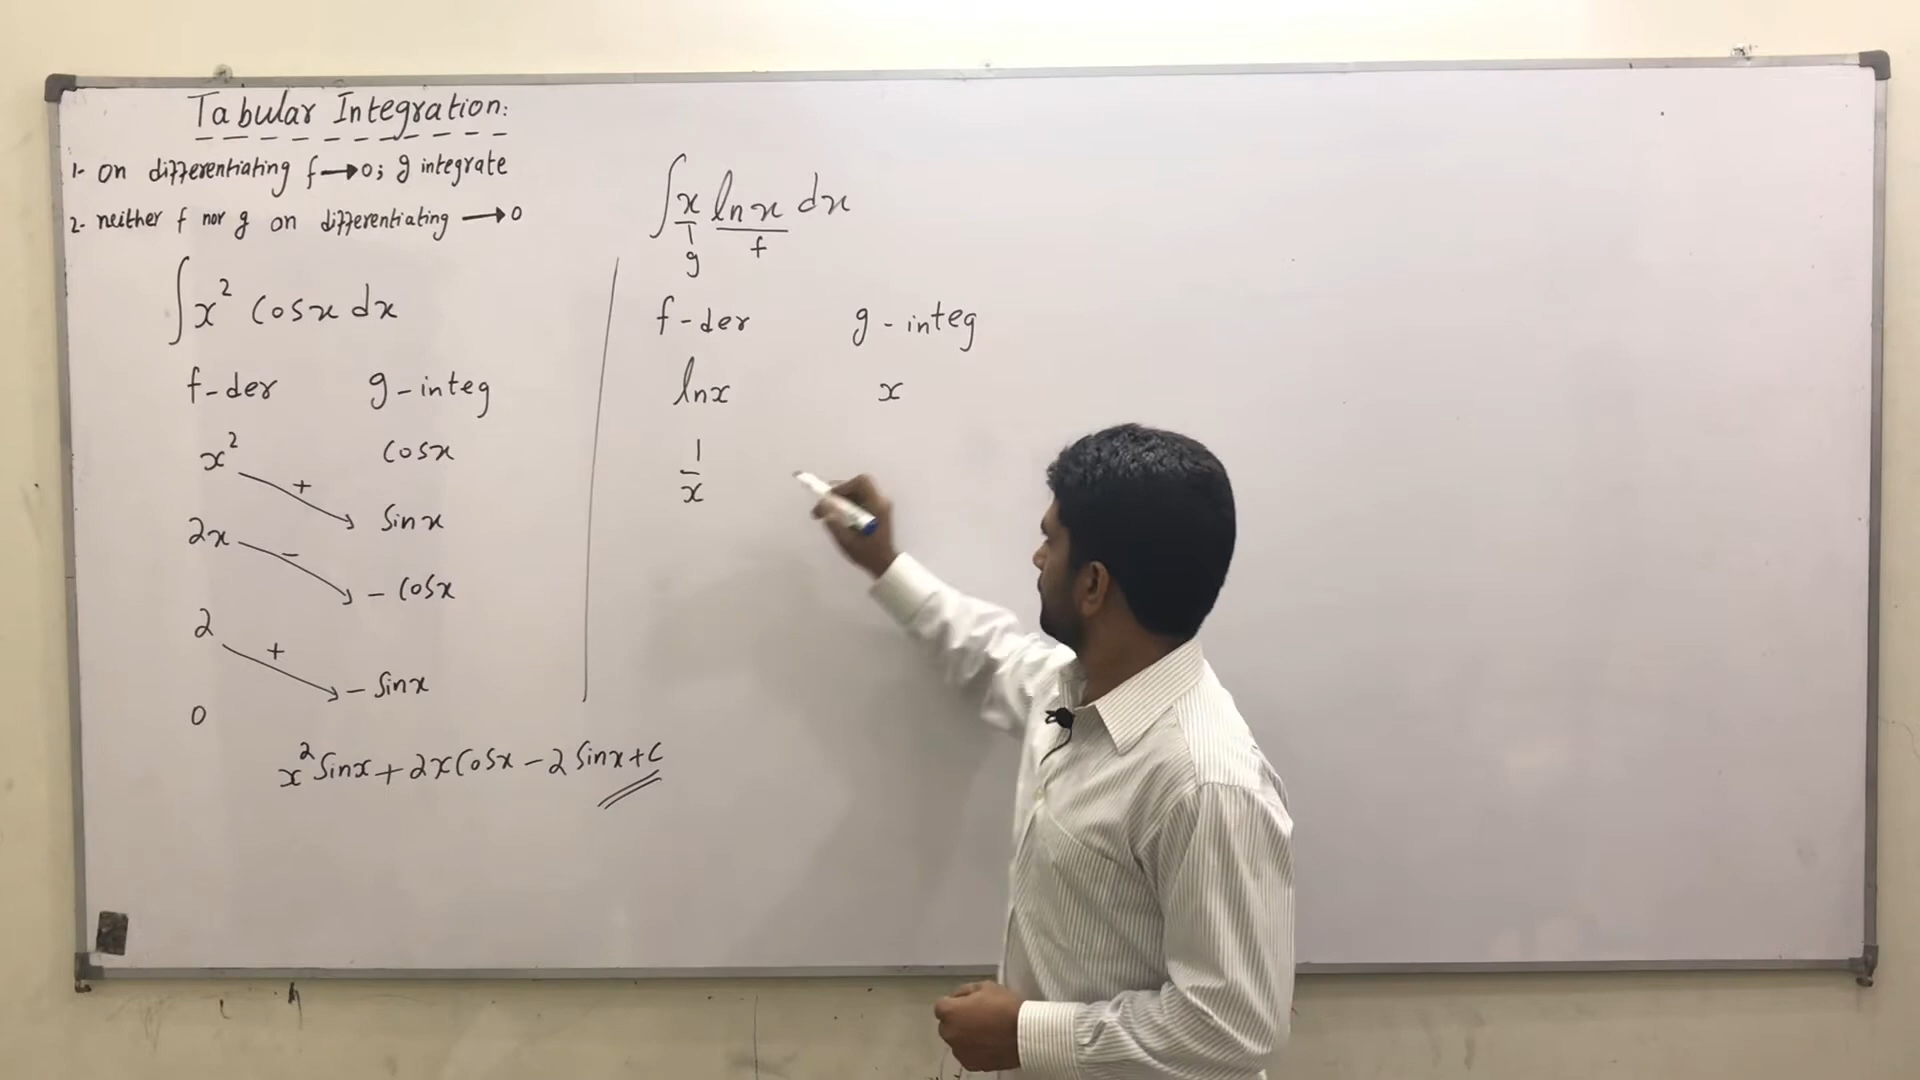 Tabular Integration:
1- on differentiating f→0; g integrate
2- neither f nor g on differentiating →0
∫x² Cosx dx
f-der g-integ
x² Cosx
+
2x Sinx
−
2 − Cosx
+
− Sinx
0
x² Sinx + 2x Cosx − 2 Sinx + C
∫x lnx dx
g f
f-der g-integ
lnx x
1/x